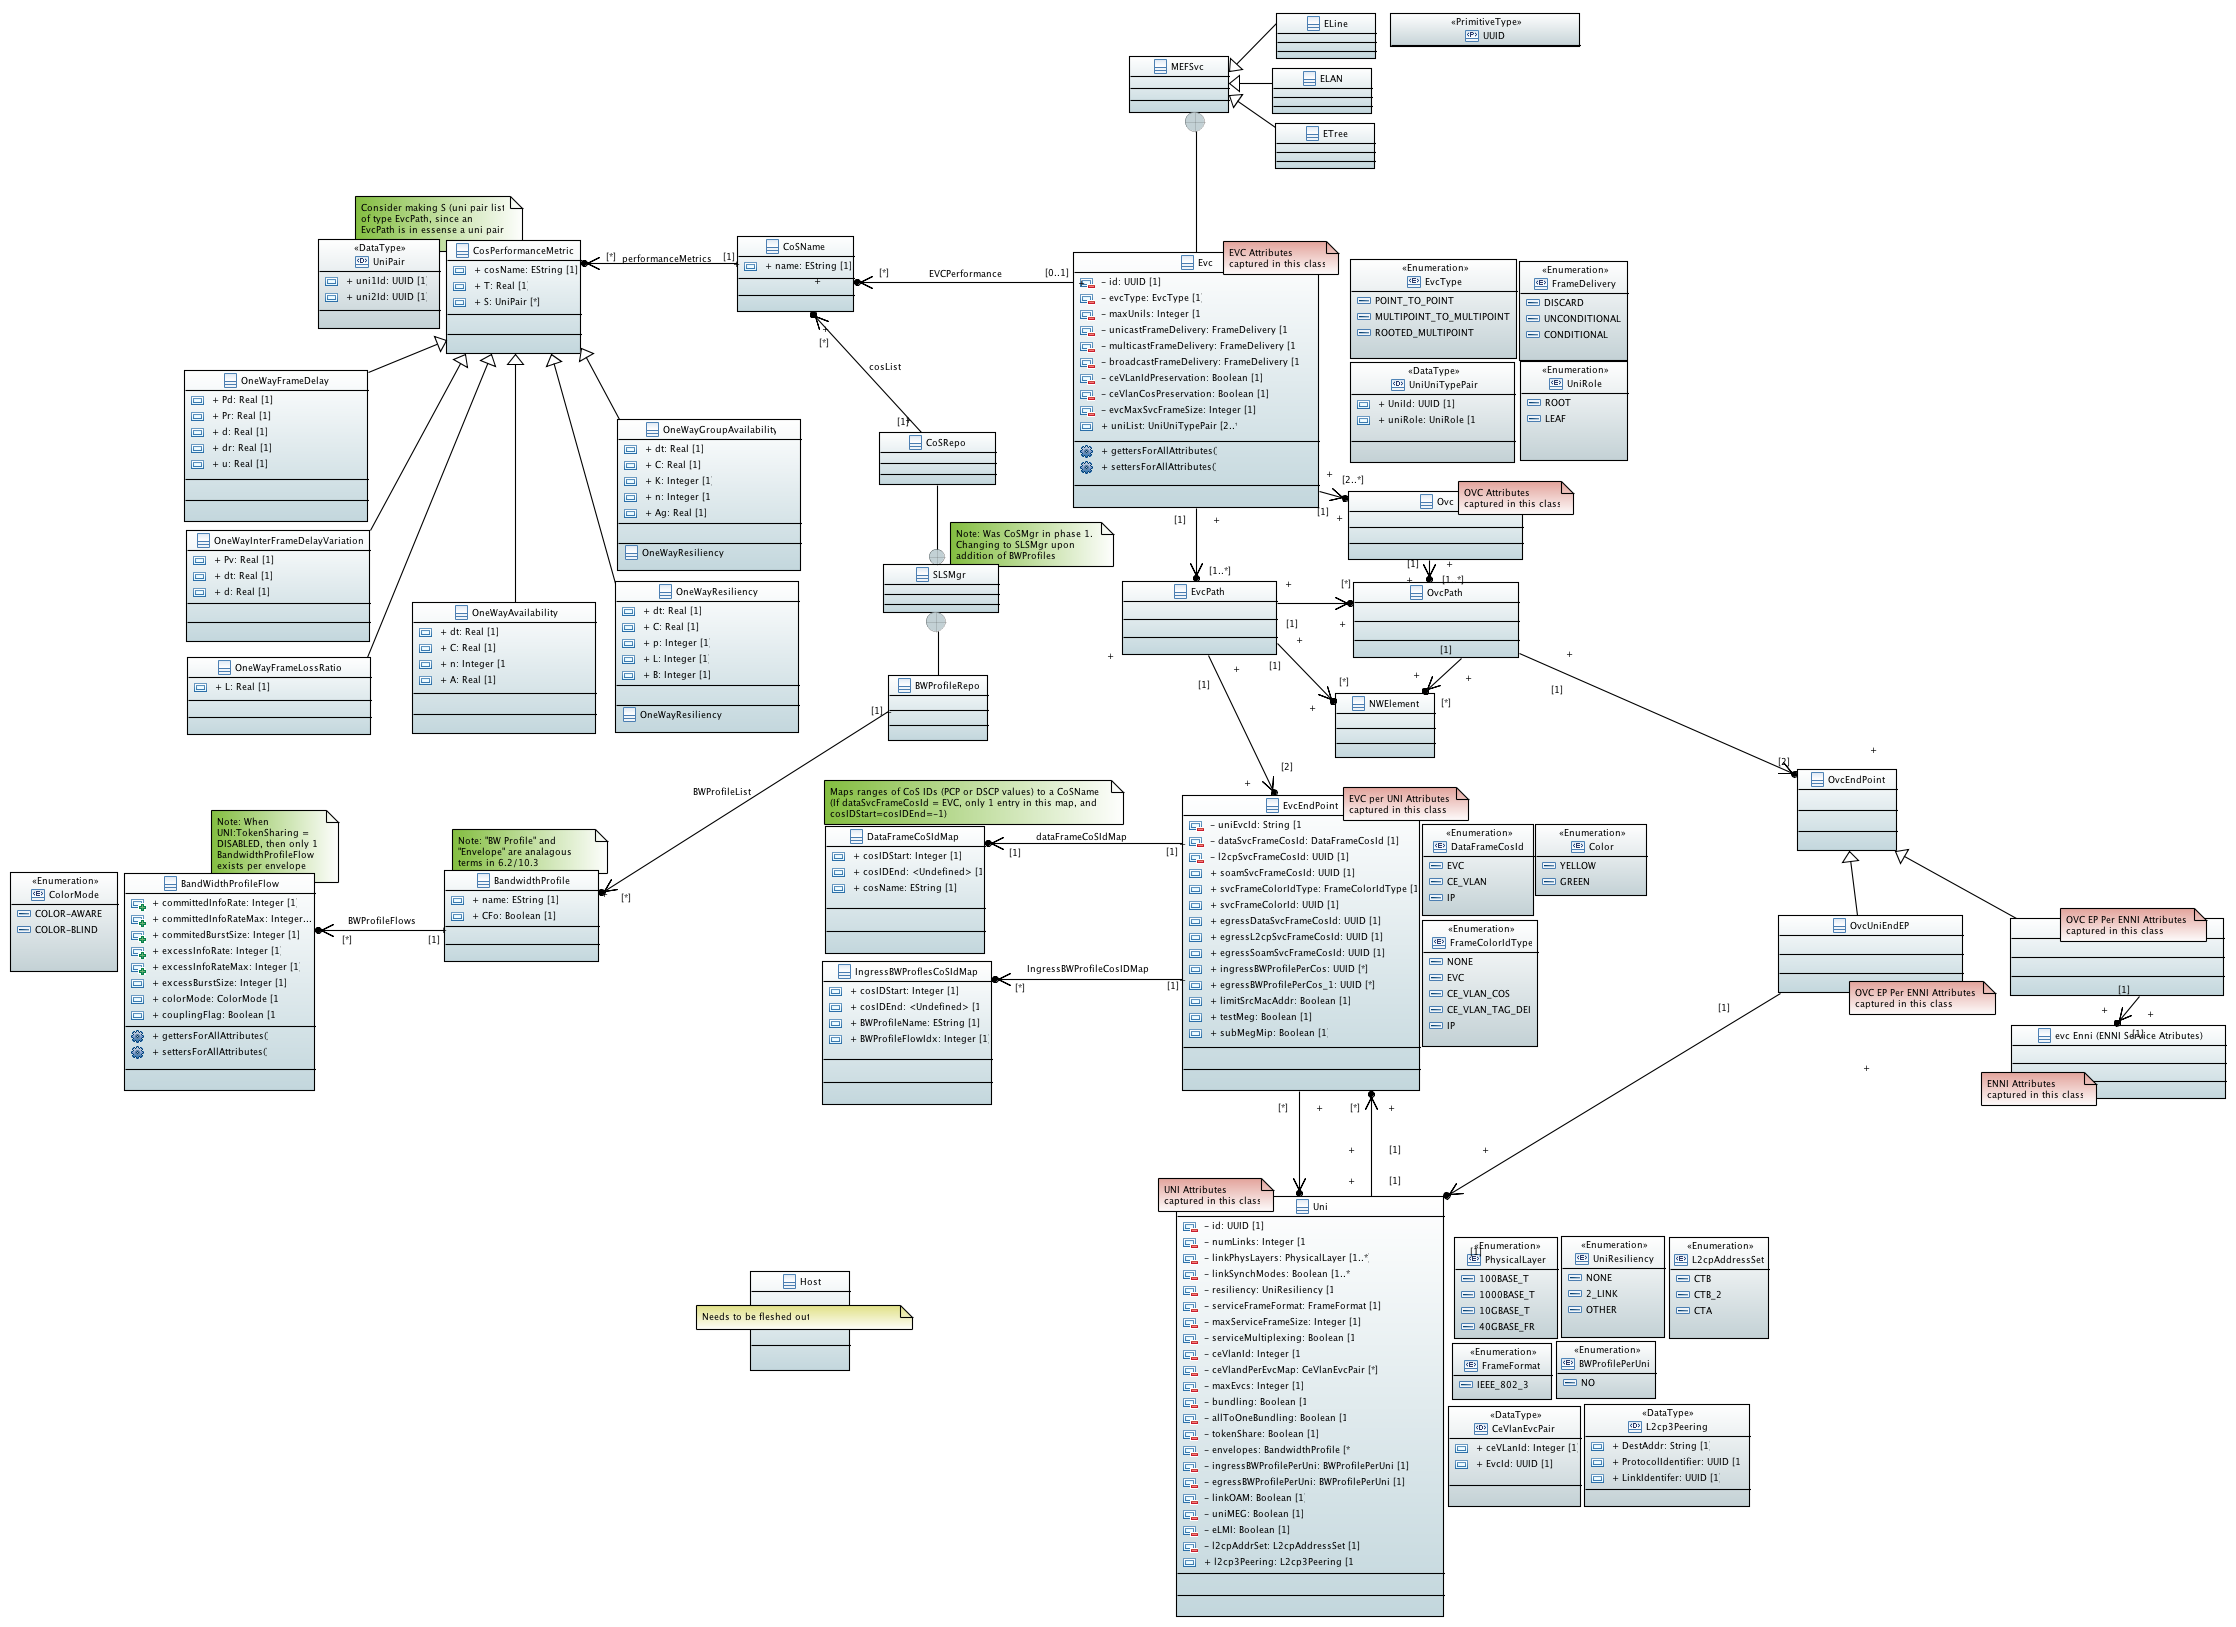 ELine
«PrimitiveType»
UUID
MEFSvc
ELAN
ETree
Consider making S (uni pair list
of type EvcPath, since an
EvcPath is in essense a uni pair
«DataType»
UniPair
+ uni1Id: UUID [1]
+ uni2Id: UUID [1]
CosPerformanceMetric
+ cosName: EString [1]
+ T: Real [1]
+ S: UniPair [*]
[*] performanceMetrics [1]
CoSName
+ name: EString [1]
+
[*] EVCPerformance [0..1]
+
[*]
cosList
[1]
Evc
EVC Attributes
captured in this class
- id: UUID [1]
- evcType: EvcType [1]
- maxUnils: Integer [1
- unicastFrameDelivery: FrameDelivery [1
- multicastFrameDelivery: FrameDelivery [1
- broadcastFrameDelivery: FrameDelivery [1
- ceVLanIdPreservation: Boolean [1]
- ceVlanCosPreservation: Boolean [1]
- evcMaxSvcFrameSize: Integer [1]
+ uniList: UniUniTypePair [2..*
+ gettersForAllAttributes(
+ settersForAllAttributes(
«Enumeration»
EvcType
POINT_TO_POINT
MULTIPOINT_TO_MULTIPOINT
ROOTED_MULTIPOINT
«Enumeration»
FrameDelivery
DISCARD
UNCONDITIONAL
CONDITIONAL
«DataType»
UniUniTypePair
+ UniId: UUID [1]
+ uniRole: UniRole [1
«Enumeration»
UniRole
ROOT
LEAF
OneWayFrameDelay
+ Pd: Real [1]
+ Pr: Real [1]
+ d: Real [1]
+ dr: Real [1]
+ u: Real [1]
OneWayGroupAvailability
+ dt: Real [1]
+ C: Real [1]
+ K: Integer [1]
+ n: Integer [1
+ Ag: Real [1]
OneWayResiliency
CoSRepo
+
[2..*]
[1]
+
Ovc
OVC Attributes
captured in this class
OneWayInterFrameDelayVariation
+ Pv: Real [1]
+ dt: Real [1]
+ d: Real [1]
Note: Was CoSMgr in phase 1.
Changing to SLSMgr upon
addition of BWProfiles
SLSMgr
[1] +
[1..*]
[1] +
+ [1..*]
EvcPath
OvcPath
+ [*]
[1] +
OneWayAvailability
+ dt: Real [1]
+ C: Real [1]
+ n: Integer [1
+ A: Real [1]
OneWayResiliency
+ dt: Real [1]
+ C: Real [1]
+ p: Integer [1]
+ L: Integer [1]
+ B: Integer [1]
OneWayResiliency
OneWayFrameLossRatio
+ L: Real [1]
BWProfileRepo
[1]
BWProfileList
[*]
+
[1]
+
+
[1]
[*]
+
[1]
+
+
[*]
NWElement
+
[1]
+
[2]
OvcEndPoint
[2]
+
Maps ranges of CoS IDs (PCP or DSCP values) to a CoSName
(If dataSvcFrameCosId = EVC, only 1 entry in this map, and
cosIDStart=cosIDEnd=-1)
DataFrameCoSIdMap
+ cosIDStart: Integer [1]
+ cosIDEnd: <Undefined> [1]
+ cosName: EString [1]
dataFrameCoSIdMap
[1] [1]
EvcEndPoint
EVC per UNI Attributes
captured in this class
- uniEvcId: String [1
- dataSvcFrameCosId: DataFrameCosId [1]
- l2cpSvcFrameCosId: UUID [1]
+ soamSvcFrameCosId: UUID [1]
+ svcFrameColorIdType: FrameColorIdType [1]
+ svcFrameColorId: UUID [1]
+ egressDataSvcFrameCosId: UUID [1]
+ egressL2cpSvcFrameCosId: UUID [1]
+ egressSoamSvcFrameCosId: UUID [1]
+ ingressBWProfilePerCos: UUID [*]
+ egressBWProfilePerCos_1: UUID [*]
+ limitSrcMacAddr: Boolean [1]
+ testMeg: Boolean [1]
+ subMegMip: Boolean [1]
«Enumeration»
DataFrameCosId
EVC
CE_VLAN
IP
«Enumeration»
Color
YELLOW
GREEN
«Enumeration»
FrameColorIdType
NONE
EVC
CE_VLAN_COS
CE_VLAN_TAG_DEI
IP
Note: When
UNI:TokenSharing =
DISABLED, then only 1
BandwidthProfileFlow
exists per envelope
Note: "BW Profile" and
"Envelope" are analagous
terms in 6.2/10.3
«Enumeration»
ColorMode
COLOR-AWARE
COLOR-BLIND
BandWidthProfileFlow
+ committedInfoRate: Integer [1]
+ committedInfoRateMax: Integer...
+ commitedBurstSize: Integer [1]
+ excessInfoRate: Integer [1]
+ excessInfoRateMax: Integer [1]
+ excessBurstSize: Integer [1]
+ colorMode: ColorMode [1
+ couplingFlag: Boolean [1
+ gettersForAllAttributes(
+ settersForAllAttributes(
BWProfileFlows
[*] [1]
BandwidthProfile
+ name: EString [1]
+ CFo: Boolean [1]
IngressBWProflesCoSIdMap
+ cosIDStart: Integer [1]
+ cosIDEnd: <Undefined> [1
+ BWProfileName: EString [1]
+ BWProfileFlowIdx: Integer [1]
IngressBWProfileCosIDMap
[*] [1]
OvcUniEndEP
OVC EP Per ENNI Attributes
captured in this class
OVC EP Per ENNI Attributes
captured in this class
[1]
+
[1]
+ +
[1]
evc Enni (ENNI Service Atributes)
ENNI Attributes
captured in this class
+
[*] + [*] +
+ [1]
+
+ [1]
UNI Attributes
captured in this class
Uni
- id: UUID [1]
- numLinks: Integer [1
- linkPhysLayers: PhysicalLayer [1..*]
- linkSynchModes: Boolean [1..*
- resiliency: UniResiliency [1
- serviceFrameFormat: FrameFormat [1]
- maxServiceFrameSize: Integer [1]
- serviceMultiplexing: Boolean [1
- ceVlanId: Integer [1
- ceVlandPerEvcMap: CeVlanEvcPair [*]
- maxEvcs: Integer [1]
- bundling: Boolean [1
- allToOneBundling: Boolean [1
- tokenShare: Boolean [1]
- envelopes: BandwidthProfile [*
- ingressBWProfilePerUni: BWProfilePerUni [1]
- egressBWProfilePerUni: BWProfilePerUni [1]
- linkOAM: Boolean [1]
- uniMEG: Boolean [1]
- eLMI: Boolean [1]
- l2cpAddrSet: L2cpAddressSet [1]
+ l2cp3Peering: L2cp3Peering [1
[1]
«Enumeration»
PhysicalLayer
100BASE_T
1000BASE_T
10GBASE_T
40GBASE_FR
«Enumeration»
UniResiliency
NONE
2_LINK
OTHER
«Enumeration»
L2cpAddressSet
CTB
CTB_2
CTA
«Enumeration»
FrameFormat
IEEE_802_3
«Enumeration»
BWProfilePerUni
NO
«DataType»
CeVlanEvcPair
+ ceVLanId: Integer [1]
+ EvcId: UUID [1]
«DataType»
L2cp3Peering
+ DestAddr: String [1]
+ ProtocolIdentifier: UUID [1
+ LinkIdentifer: UUID [1]
Host
Needs to be fleshed out